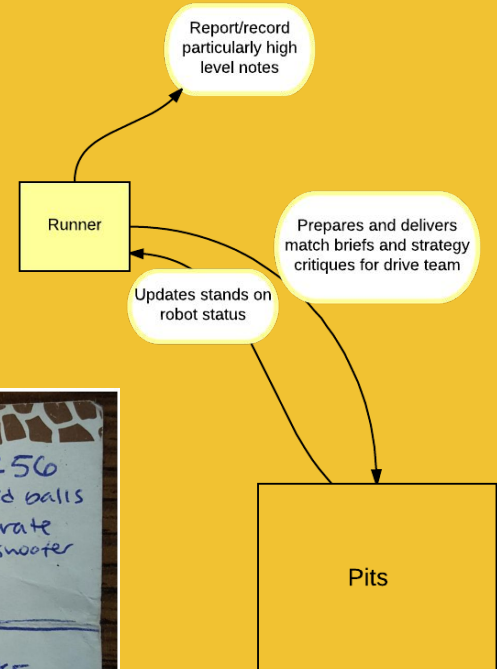 Report/record
particularly high
level notes
Runner
Prepares and delivers
match briefs and strategy
critiques for drive team
Updates stands on
robot status
56
balls
rate
shooter
Pits